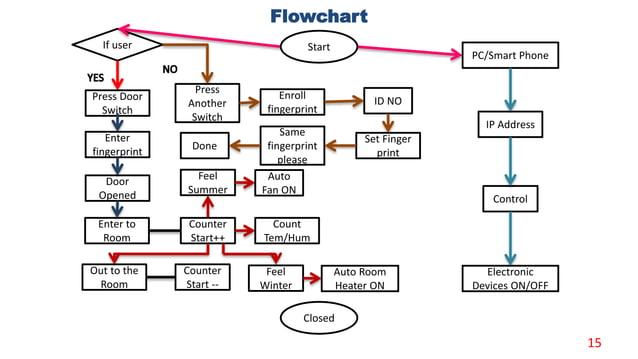 Flowchart
If user
Start
PC/Smart Phone
YES
NO
Press Door
Switch
Press
Another
Switch
Enroll
fingerprint
ID NO
IP Address
Enter
fingerprint
Done
Same
fingerprint
please
Set Finger
print
Door
Opened
Feel
Summer
Auto
Fan ON
Control
Enter to
Room
Counter
Start++
Count
Tem/Hum
Out to the
Room
Counter
Start --
Feel
Winter
Auto Room
Heater ON
Electronic
Devices ON/OFF
Closed
15